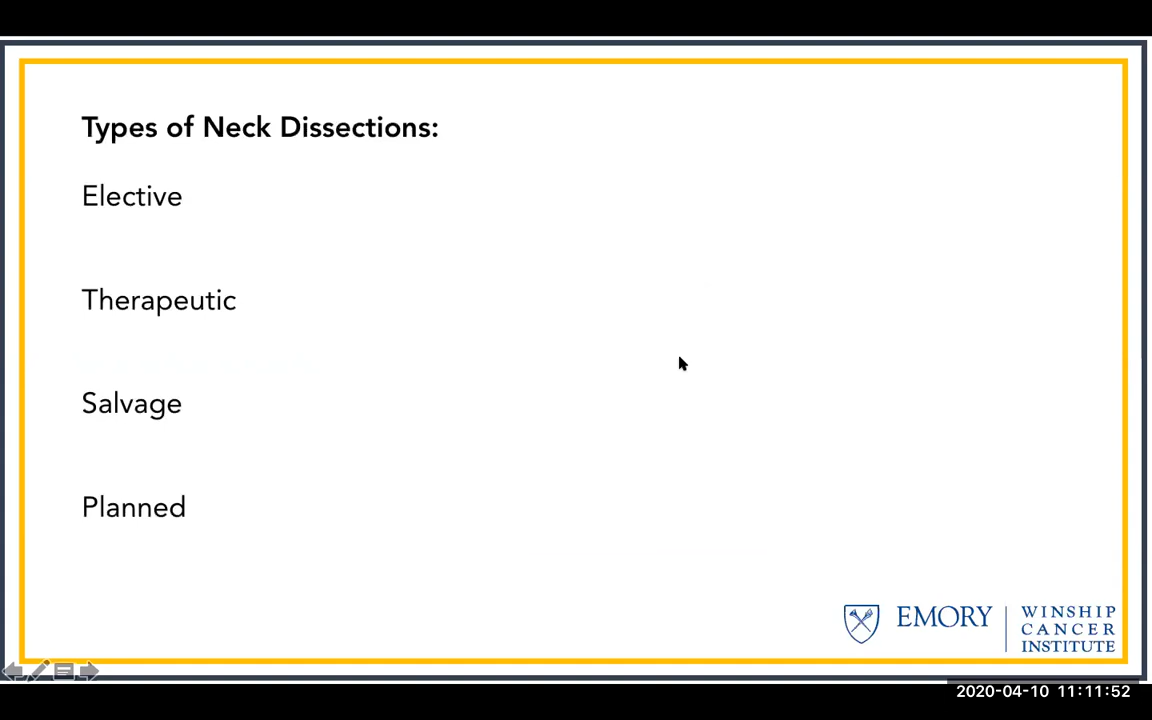 Types of Neck Dissections:
Elective
Therapeutic
Salvage
Planned
EMORY
WINSHIP
CANCER
INSTITUTE
2020-04-10 11:11:52